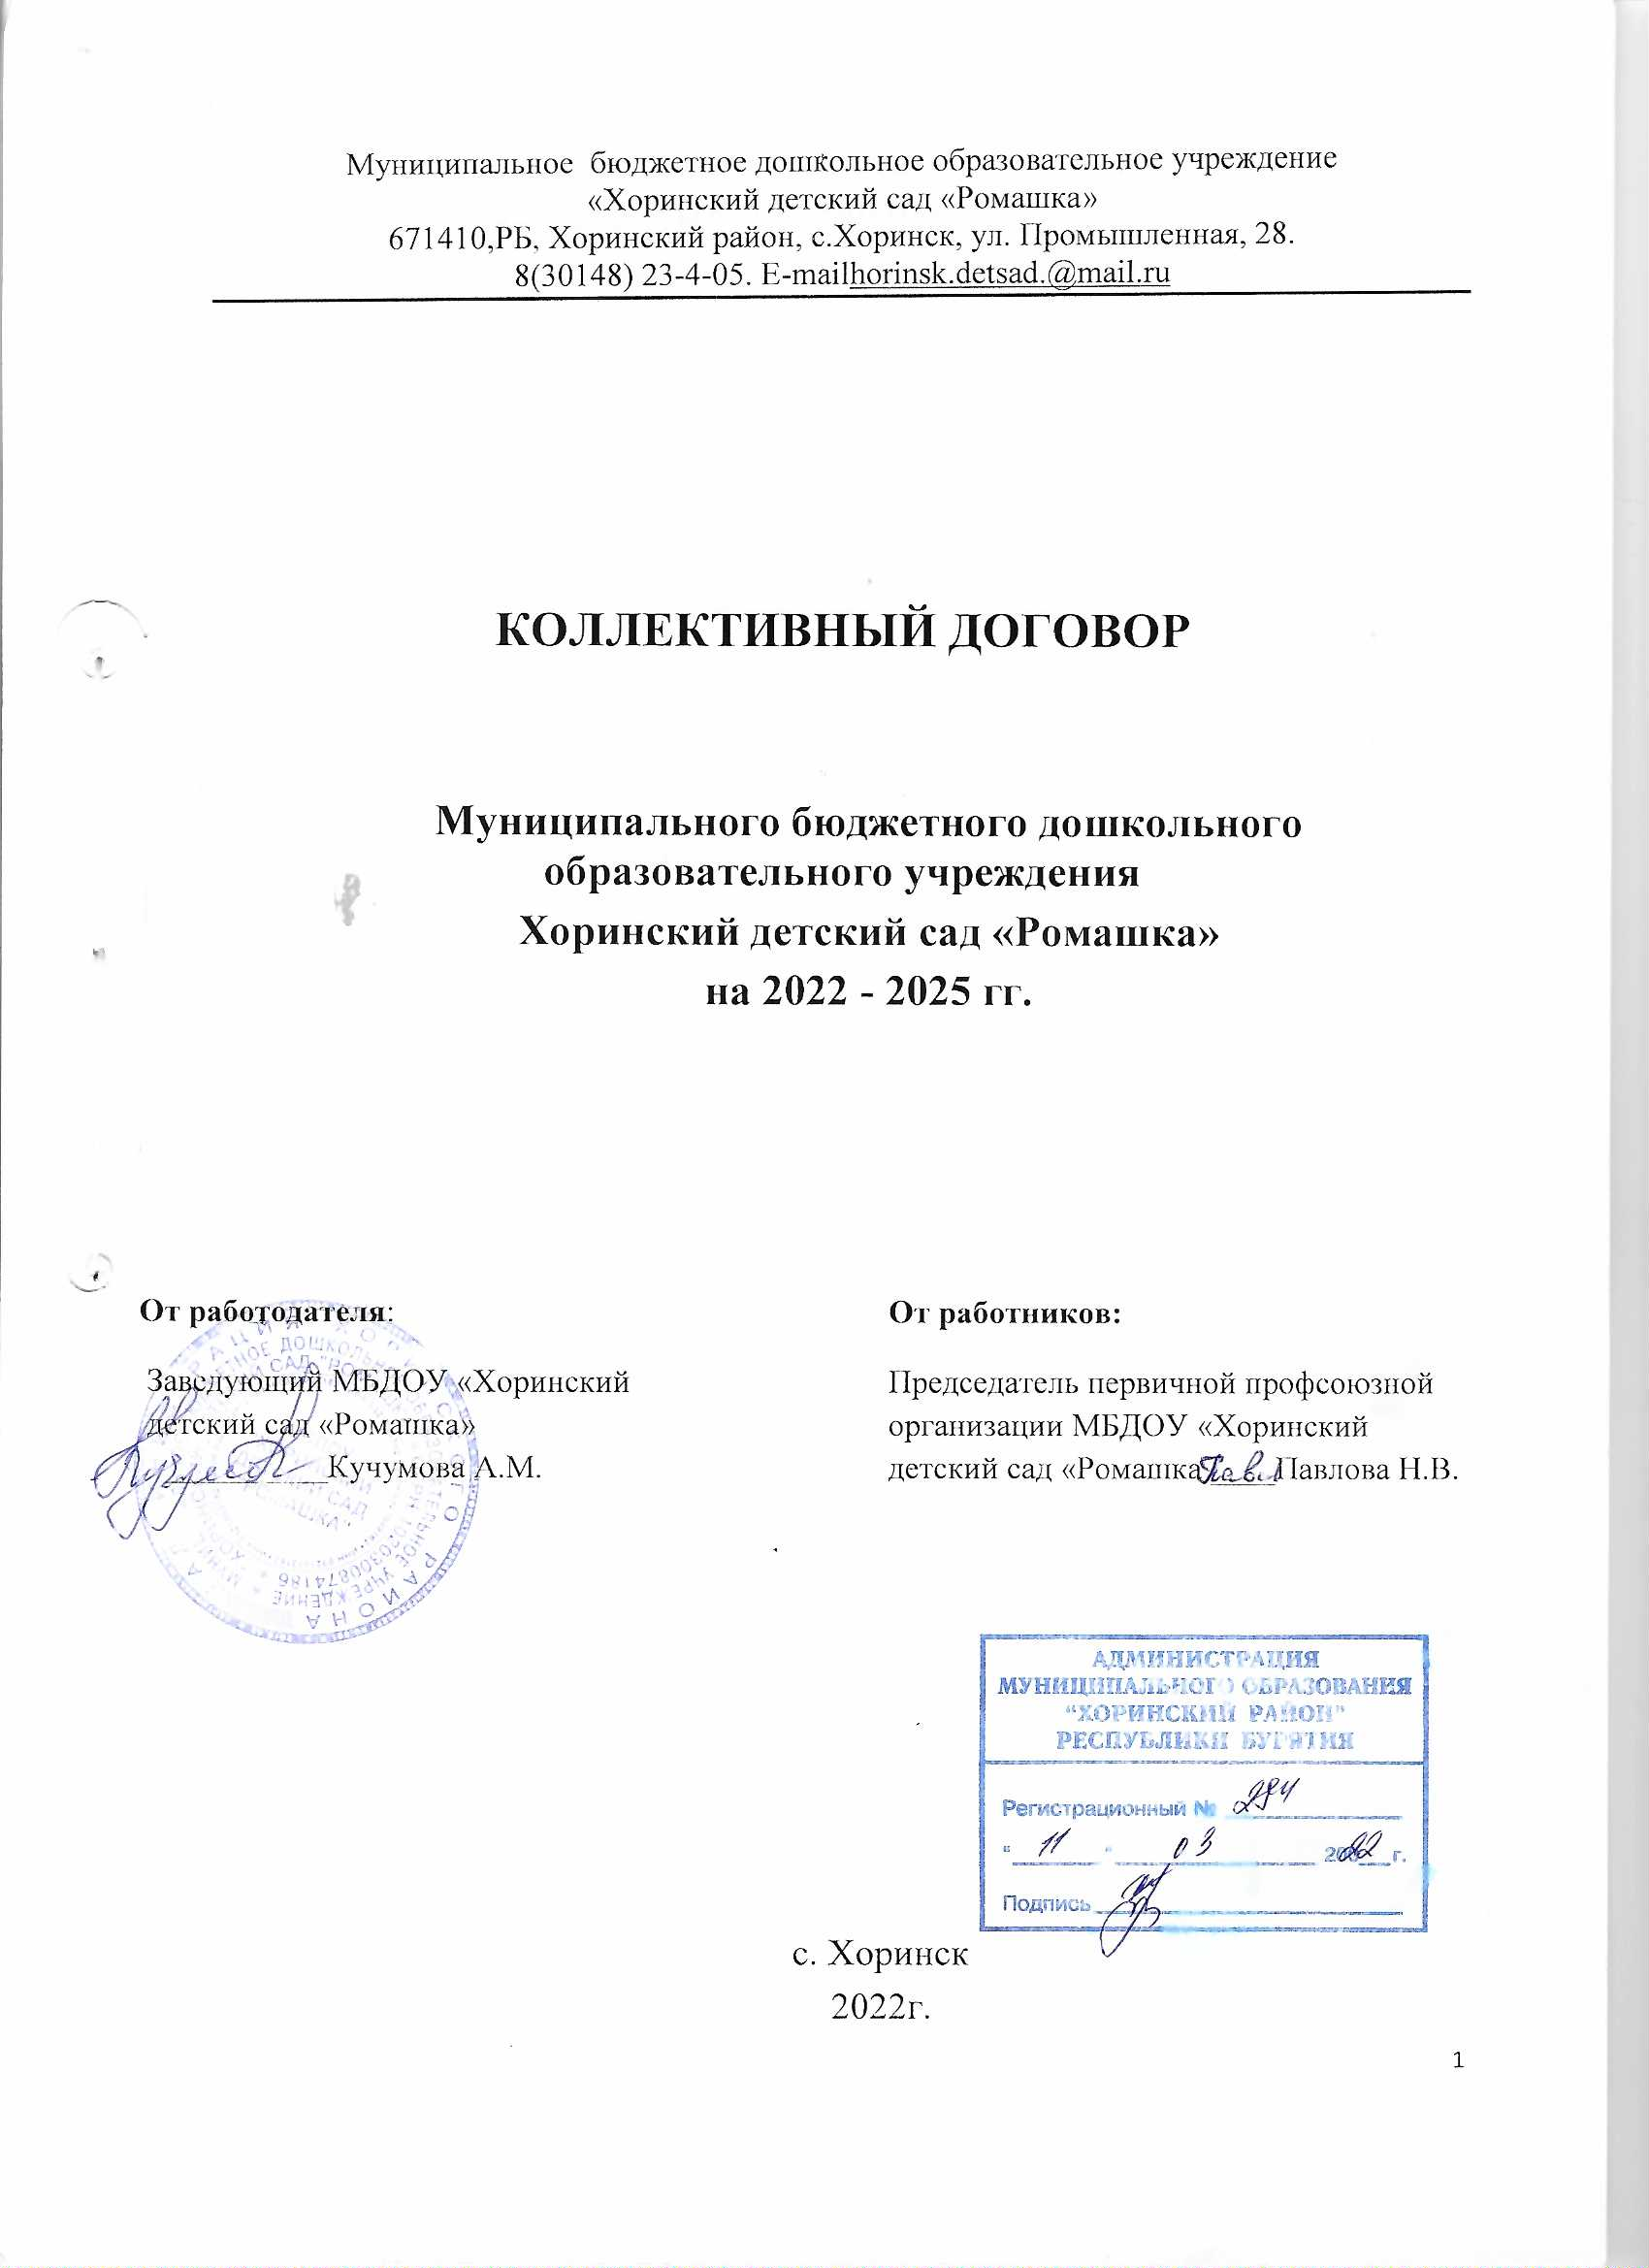 Муниципальное  бюджетное дошкольное образовательное учреждение
«Хоринский детский сад «Ромашка»
671410,РБ, Хоринский район, с.Хоринск, ул. Промышленная, 28.
8(30148) 23-4-05. E-mailhorinsk.detsad.@mail.ru
КОЛЛЕКТИВНЫЙ ДОГОВОР
Муниципального бюджетного дошкольного
образовательного учреждения
Хоринский детский сад «Ромашка»
на 2022 - 2025 гг.
От работодателя:
Заведующий МБДОУ «Хоринский
детский сад «Ромашка»
Кучумова А.М.
От работников:
Председатель первичной профсоюзной
организации МБДОУ «Хоринский
детский сад «Ромашка Павлова Н.В.
АДМИНИСТРАЦИЯ
МУНИЦИПАЛЬНОГО ОБРАЗОВАНИЯ
"ХОРИНСКИЙ РАЙОН"
РЕСПУБЛИКИ БУРЯТИЯ
Регистрационный №
" 11 " 03 2022 г.
Подпись
с. Хоринск
2022г.
1